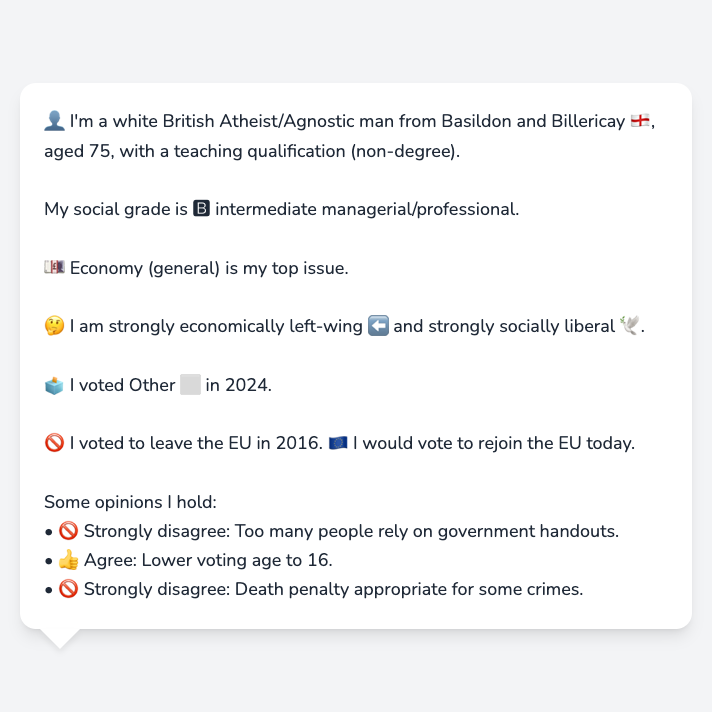 👤 I'm a white British Atheist/Agnostic man from Basildon and Billericay 🏴󠁧󠁢󠁥󠁮󠁧󠁿,
aged 75, with a teaching qualification (non-degree).
My social grade is 🅱 intermediate managerial/professional.
💷 Economy (general) is my top issue.
🤔 I am strongly economically left-wing ⬅️ and strongly socially liberal 🕊️.
🗳️ I voted Other ⬜ in 2024.
🚫 I voted to leave the EU in 2016. 🇪🇺 I would vote to rejoin the EU today.
Some opinions I hold:
• 🚫 Strongly disagree: Too many people rely on government handouts.
• 👍 Agree: Lower voting age to 16.
• 🚫 Strongly disagree: Death penalty appropriate for some crimes.